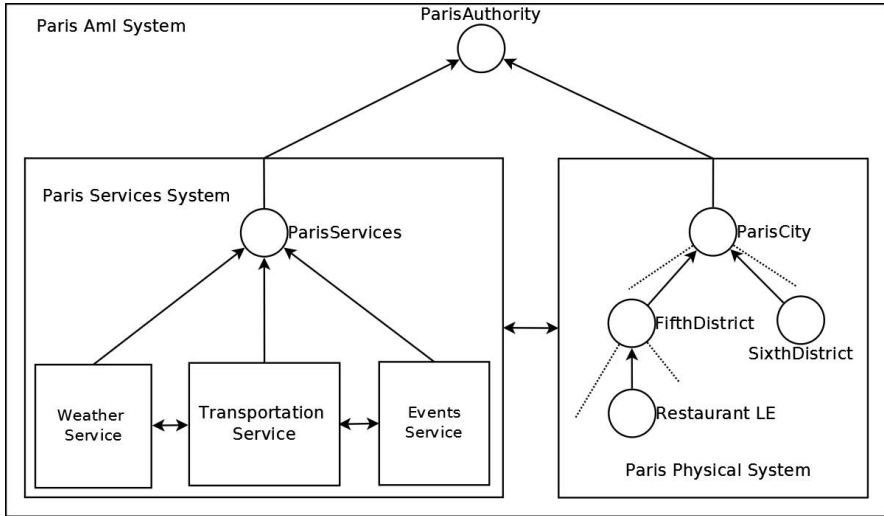 Paris AmI System
ParisAuthority
Paris Services System
ParisServices
Weather
Service
Transportation
Service
Events
Service
ParisCity
FifthDistrict
SixthDistrict
Restaurant LE
Paris Physical System